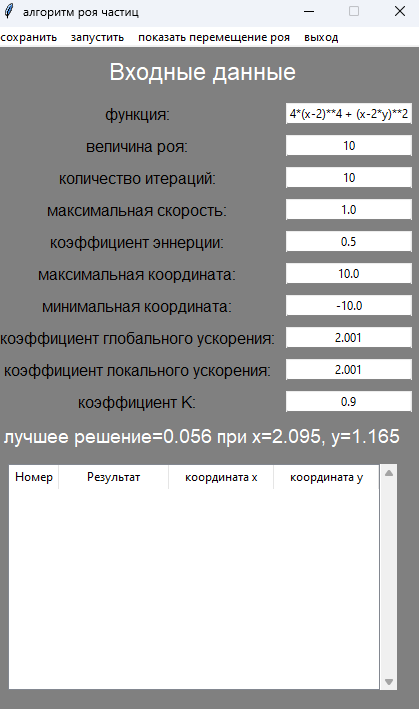 алгоритм роя частиц
сохранить запустить показать перемещение роя выход
Входные данные
функция: 4*(x-2)**4 + (x-2*y)**2
величина роя: 10
количество итераций: 10
максимальная скорость: 1.0
коэффициент эннерции: 0.5
максимальная координата: 10.0
минимальная координата: -10.0
коэффициент глобального ускорения: 2.001
коэффициент локального ускорения: 2.001
коэффициент K: 0.9
лучшее решение=0.056 при x=2.095, y=1.165
Номер Результат координата x координата y